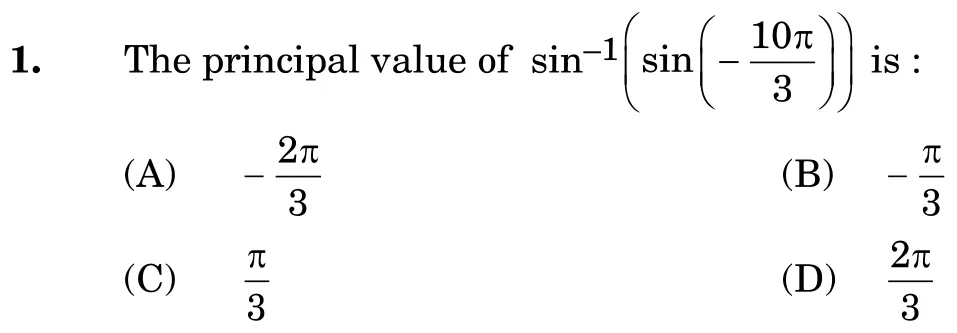 1. The principal value of sin⁻¹(sin(−10π/3)) is :
(A) −2π/3 (B) −π/3
(C) π/3 (D) 2π/3